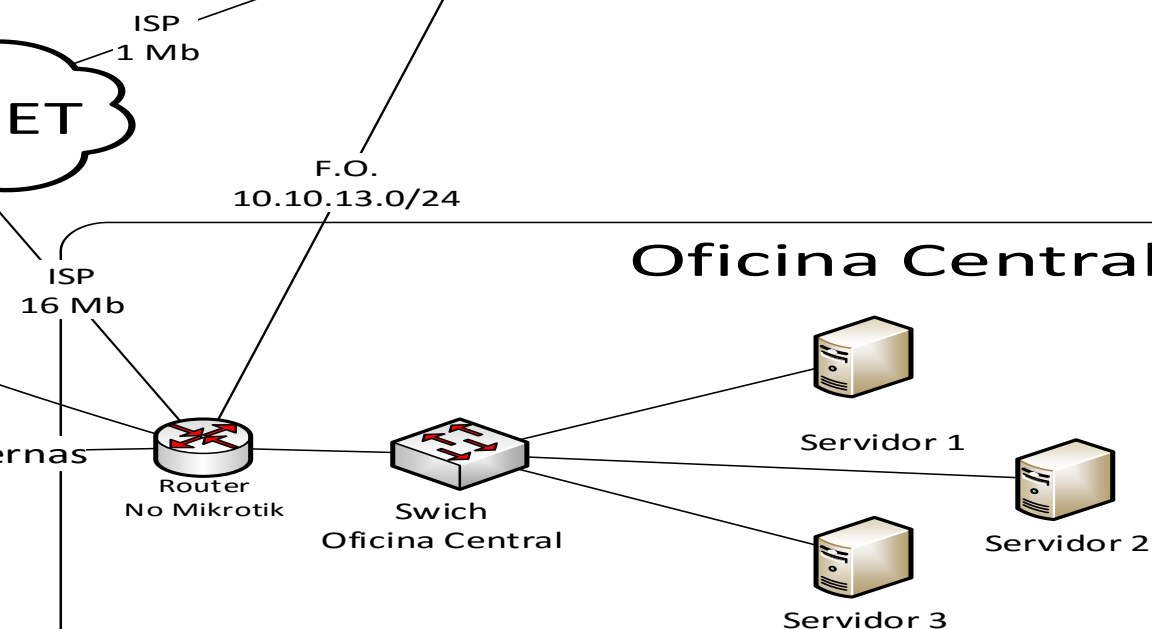 ISP
1 Mb
ET
F.O.
10.10.13.0/24
Oficina Central
ISP
16 Mb
Servidor 1
ernas
Router
No Mikrotik
Swich
Oficina Central
Servidor 2
Servidor 3